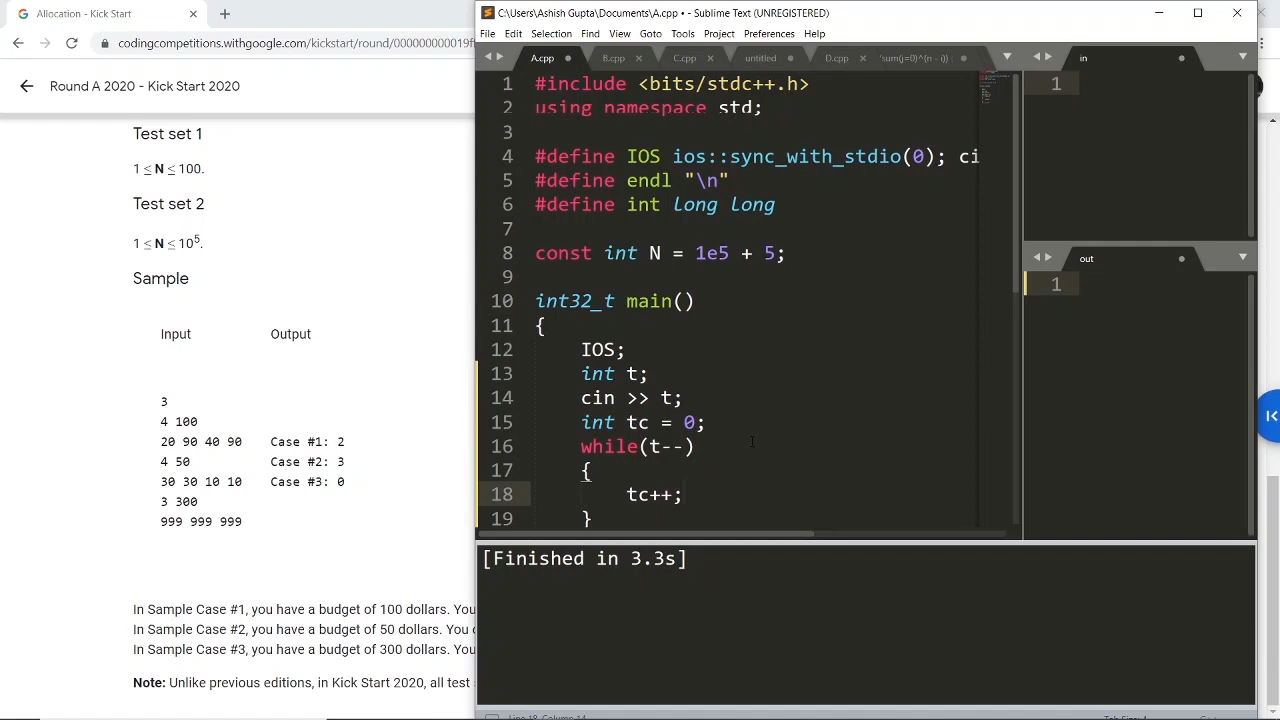 Allocation - Kick Start
codingcompetitions.withgoogle.com/kickstart/round/000000000019f
Round A 2020 - Kick Start 2020
Test set 1
1 ≤ N ≤ 100.
Test set 2
1 ≤ N ≤ 10⁵.
Sample
Input Output
3
4 100
20 90 40 90 Case #1: 2
4 50 Case #2: 3
30 30 10 10 Case #3: 0
3 300
999 999 999
In Sample Case #1, you have a budget of 100 dollars. You
In Sample Case #2, you have a budget of 50 dollars. You
In Sample Case #3, you have a budget of 300 dollars. You
Note: Unlike previous editions, in Kick Start 2020, all test
C:\Users\Ashish Gupta\Documents\A.cpp • - Sublime Text (UNREGISTERED)
File Edit Selection Find View Goto Tools Project Preferences Help
A.cpp B.cpp C.cpp untitled D.cpp 'sum(j=0)^(n - i)) in
1 #include <bits/stdc++.h>
2 using namespace std;
3
4 #define IOS ios::sync_with_stdio(0); ci
5 #define endl "\n"
6 #define int long long
7
8 const int N = 1e5 + 5;
9
10 int32_t main()
11 {
12 IOS;
13 int t;
14 cin >> t;
15 int tc = 0;
16 while(t--)
17 {
18 tc++;
19 }
1
out
1
[Finished in 3.3s]